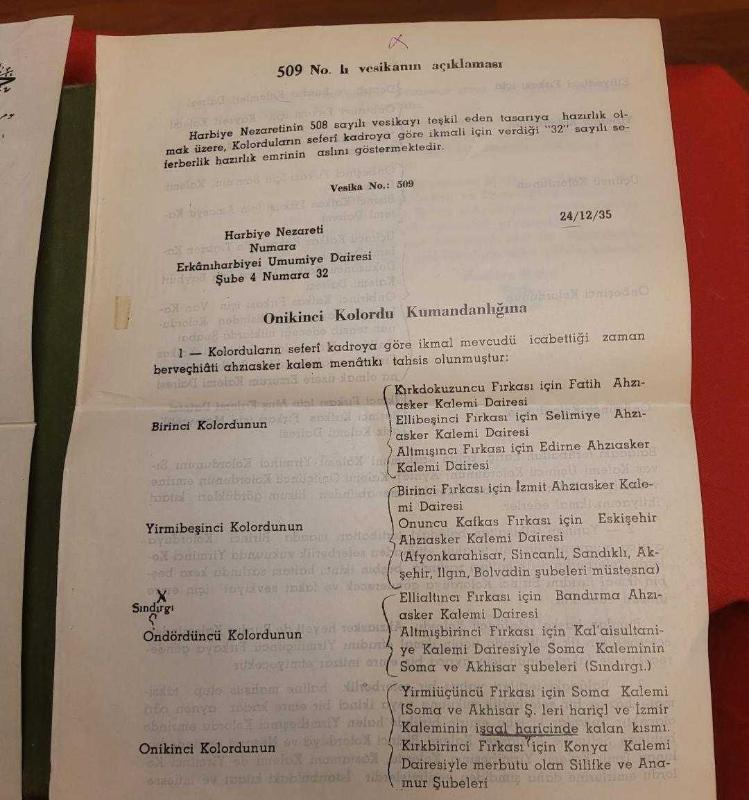 509 No. lı vesikanın açıklaması
Harbiye Nezaretinin 508 sayılı vesikayı teşkil eden tasarıya hazırlık ol-
mak üzere, Kolorduların seferî kadroya göre ikmali için verdiği "32" sayılı se-
ferberlik hazırlık emrinin aslını göstermektedir.
Vesika No.: 509
24/12/35
Harbiye Nezareti
Numara
Erkânıharbiyei Umumiye Dairesi
Şube 4 Numara 32
Onikinci Kolordu Kumandanlığına
1 — Kolorduların seferî kadroya göre ikmal mevcudü icabettiği zaman
berveçhiâti ahzıasker kalem menâtıkı tahsis olunmuştur:
Birinci Kolordunun
Kırkdokuzuncu Fırkası için Fatih Ahzı-
asker Kalemi Dairesi
Ellibeşinci Fırkası için Selimiye Ahzı-
asker Kalemi Dairesi
Altmışıncı Fırkası için Edirne Ahzıasker
Kalemi Dairesi
Yirmibeşinci Kolordunun
Birinci Fırkası için İzmit Ahzıasker Kale-
mi Dairesi
Onuncu Kafkas Fırkası için Eskişehir
Ahzıasker Kalemi Dairesi
(Afyonkarahisar, Sincanlı, Sandıklı, Ak-
şehir, Ilgın, Bolvadin şubeleri müstesna)
Sındırgı
Ondördüncü Kolordunun
Ellialtıncı Fırkası için Bandırma Ahzı-
asker Kalemi Dairesi
Altmışbirinci Fırkası için Kal'aisultani-
ye Kalemi Dairesiyle Soma Kaleminin
Soma ve Akhisar şubeleri (Sındırgı.)
Onikinci Kolordunun
Yirmiüçüncü Fırkası için Soma Kalemi
[Soma ve Akhisar Ş. leri hariç] ve İzmir
Kaleminin işgal haricinde kalan kısmı.
Kırkbirinci Fırkası için Konya Kalemi
Dairesiyle merbutu olan Silifke ve Ana-
mur Şubeleri